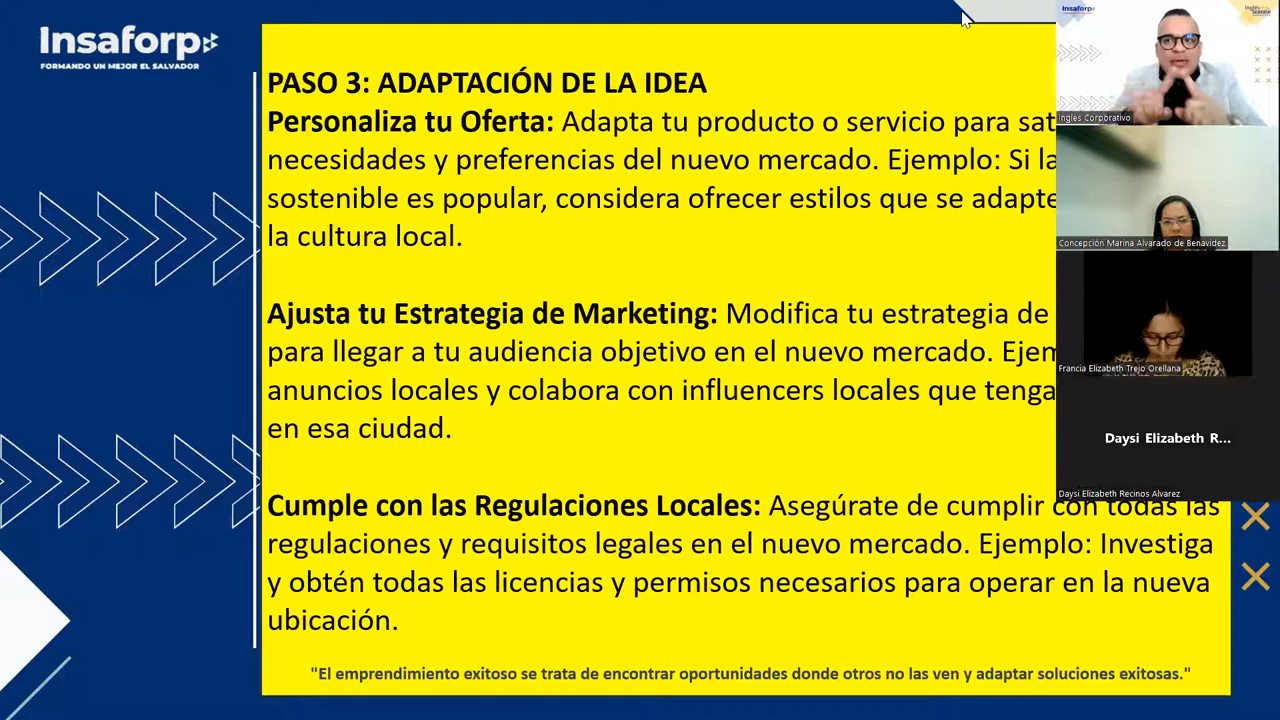 Insaforp
FORMANDO UN MEJOR EL SALVADOR
PASO 3: ADAPTACIÓN DE LA IDEA
Personaliza tu Oferta: Adapta tu producto o servicio para sat
necesidades y preferencias del nuevo mercado. Ejemplo: Si la
sostenible es popular, considera ofrecer estilos que se adapte
la cultura local.
Ajusta tu Estrategia de Marketing: Modifica tu estrategia de
para llegar a tu audiencia objetivo en el nuevo mercado. Ejem
anuncios locales y colabora con influencers locales que tenga
en esa ciudad.
Cumple con las Regulaciones Locales: Asegúrate de cumplir con todas las
regulaciones y requisitos legales en el nuevo mercado. Ejemplo: Investiga
y obtén todas las licencias y permisos necesarios para operar en la nueva
ubicación.
"El emprendimiento exitoso se trata de encontrar oportunidades donde otros no las ven y adaptar soluciones exitosas."
Insaforp
Ingles Corporativo
Concepción Marina Alvarado de Benavidez
Francia Elizabeth Trejo Orellana
Daysi Elizabeth R...
Daysi Elizabeth Recinos Alvarez